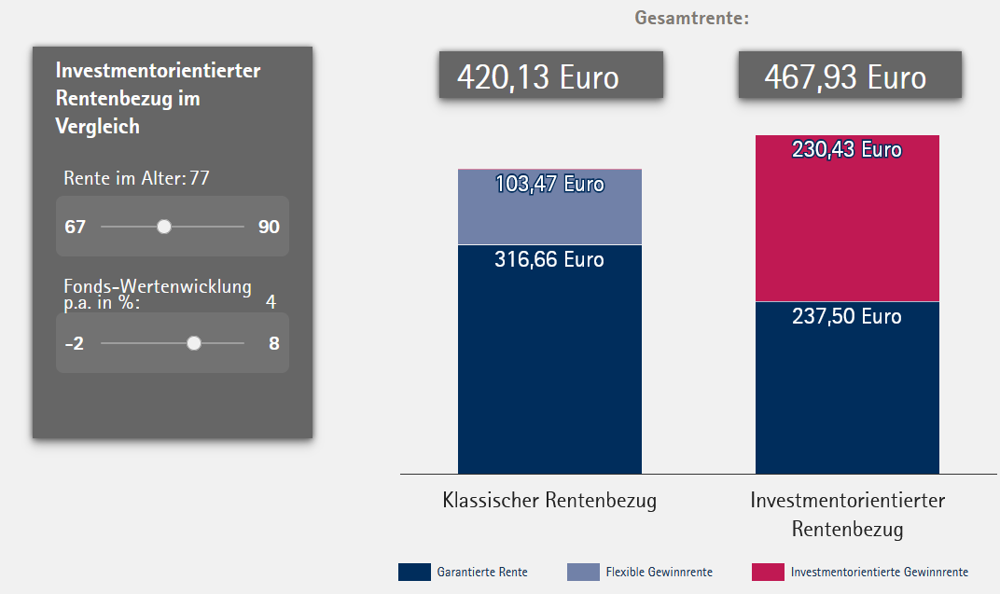 Gesamtrente:
Investmentorientierter
Rentenbezug im
Vergleich
Rente im Alter: 77
67 90
Fonds-Wertenwicklung
p.a. in %: 4
-2 8
420,13 Euro
467,93 Euro
103,47 Euro
316,66 Euro
230,43 Euro
237,50 Euro
Klassischer Rentenbezug
Investmentorientierter
Rentenbezug
Garantierte Rente
Flexible Gewinnrente
Investmentorientierte Gewinnrente